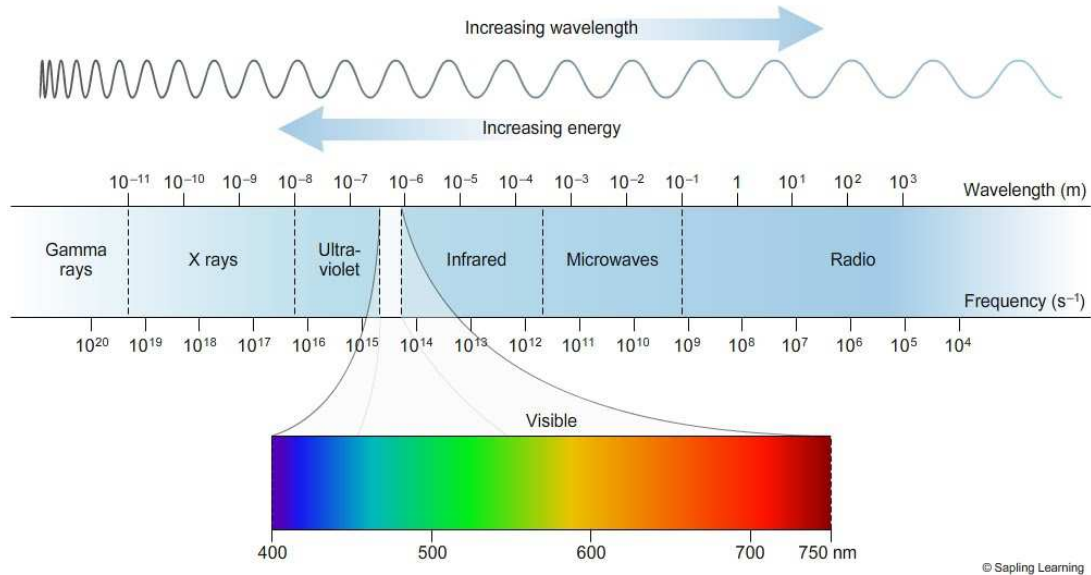 Increasing wavelength
Increasing energy
10⁻¹¹ 10⁻¹⁰ 10⁻⁹ 10⁻⁸ 10⁻⁷ 10⁻⁶ 10⁻⁵ 10⁻⁴ 10⁻³ 10⁻² 10⁻¹ 1 10¹ 10² 10³ Wavelength (m)
Gamma rays
X rays
Ultra-
violet
Infrared
Microwaves
Radio
Frequency (s⁻¹)
10²⁰ 10¹⁹ 10¹⁸ 10¹⁷ 10¹⁶ 10¹⁵ 10¹⁴ 10¹³ 10¹² 10¹¹ 10¹⁰ 10⁹ 10⁸ 10⁷ 10⁶ 10⁵ 10⁴
Visible
400 500 600 700 750 nm
© Sapling Learning